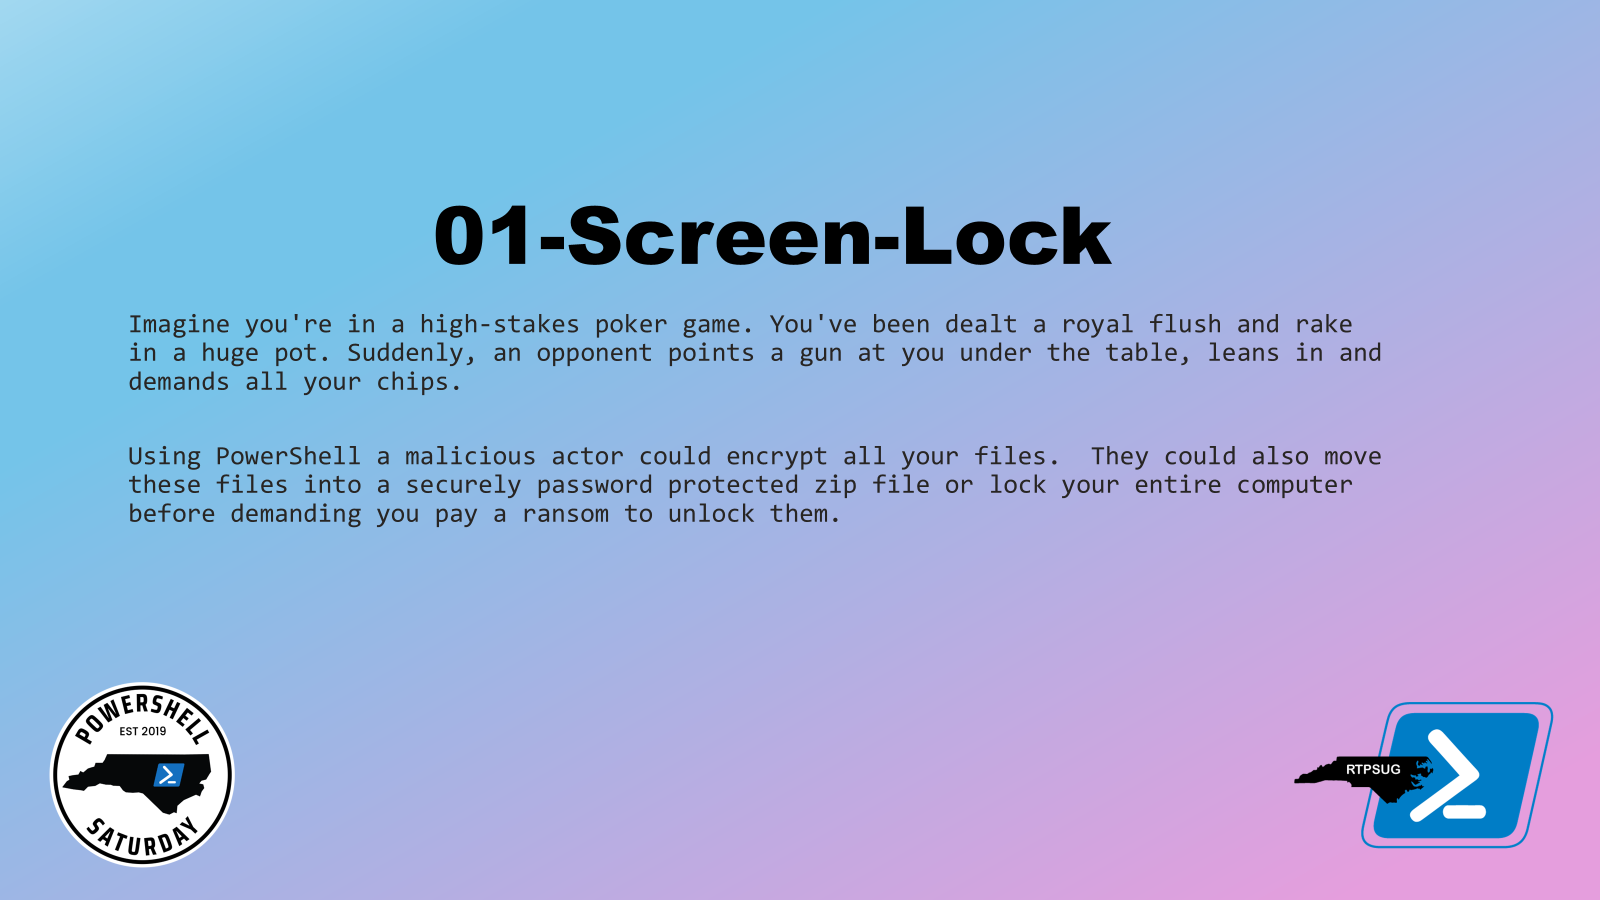 01-Screen-Lock
Imagine you're in a high-stakes poker game. You've been dealt a royal flush and rake
in a huge pot. Suddenly, an opponent points a gun at you under the table, leans in and
demands all your chips.
Using PowerShell a malicious actor could encrypt all your files.  They could also move
these files into a securely password protected zip file or lock your entire computer
before demanding you pay a ransom to unlock them.
POWERSHELL
EST 2019
SATURDAY
RTPSUG